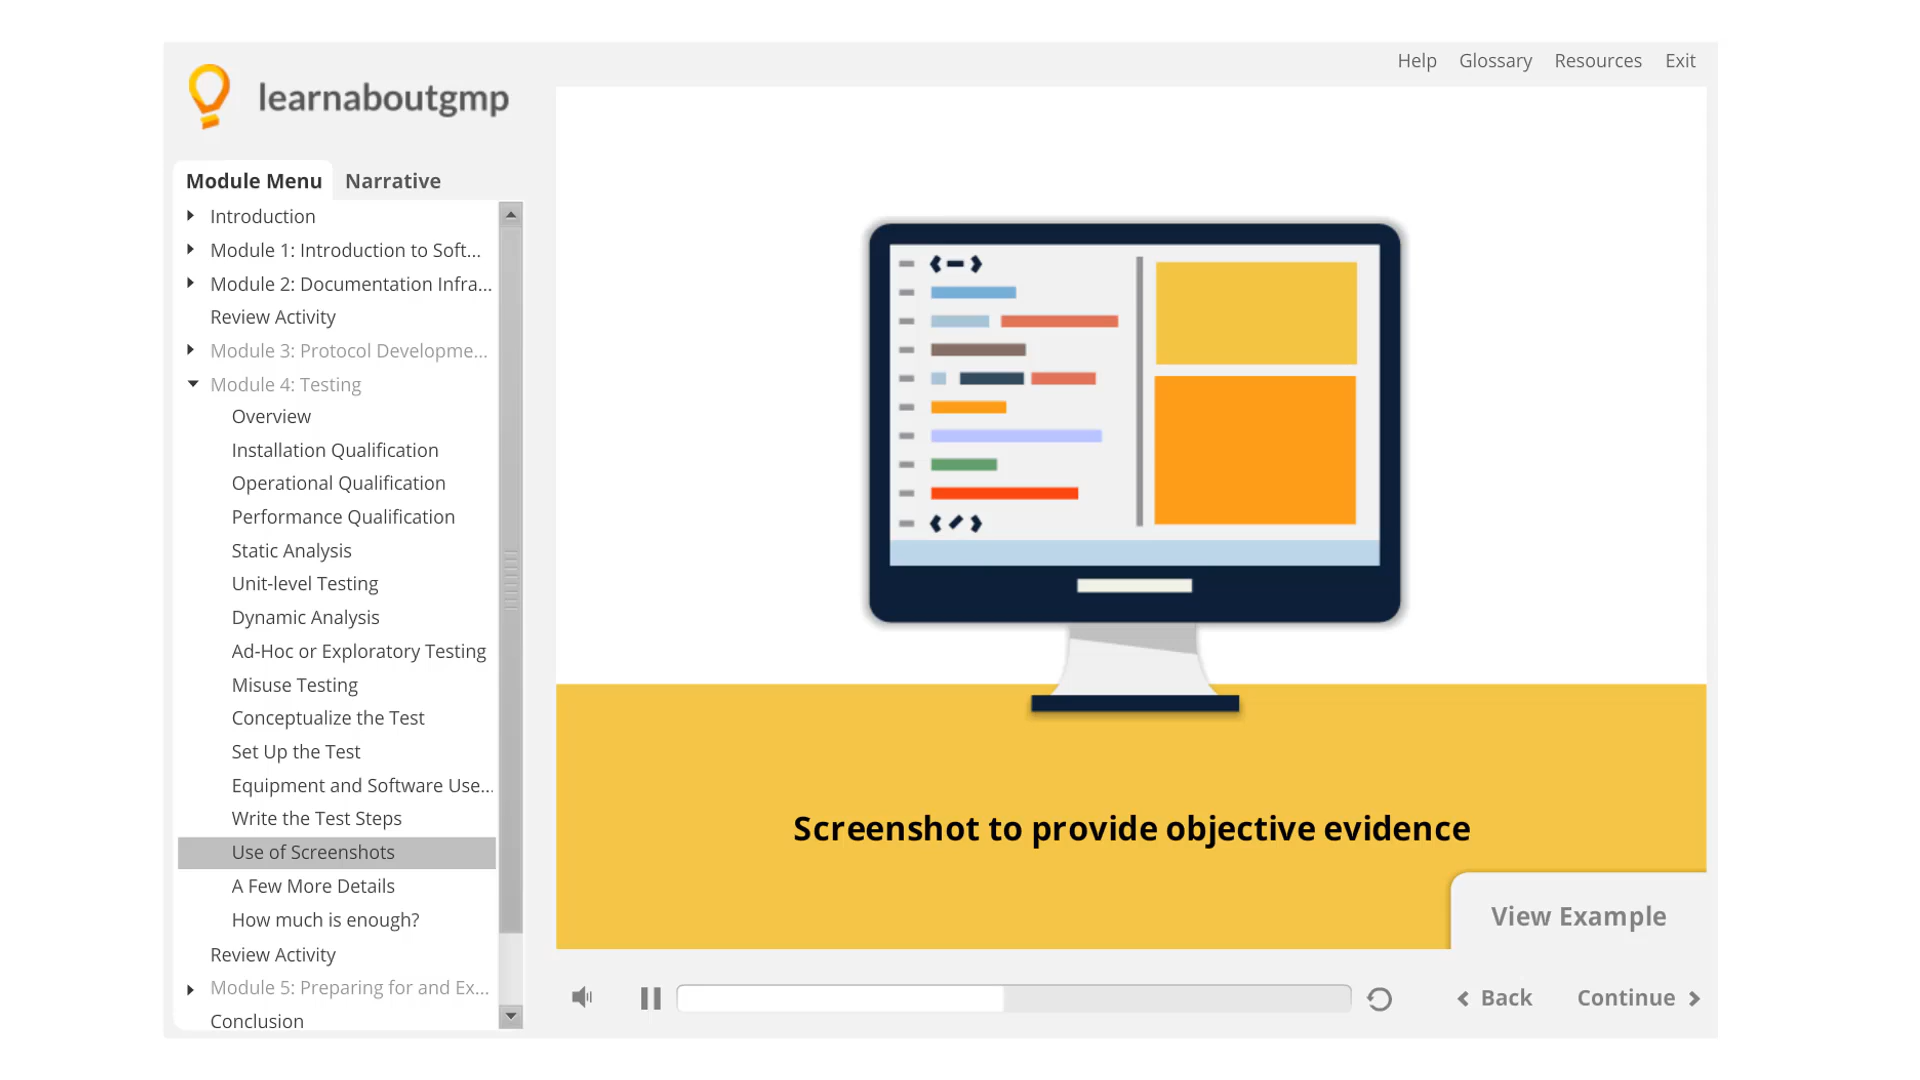 Help Glossary Resources Exit
learnaboutgmp
Module Menu Narrative
Introduction
Module 1: Introduction to Soft...
Module 2: Documentation Infra...
Review Activity
Module 3: Protocol Developme...
Module 4: Testing
Overview
Installation Qualification
Operational Qualification
Performance Qualification
Static Analysis
Unit-level Testing
Dynamic Analysis
Ad-Hoc or Exploratory Testing
Misuse Testing
Conceptualize the Test
Set Up the Test
Equipment and Software Use...
Write the Test Steps
Use of Screenshots
A Few More Details
How much is enough?
Review Activity
Module 5: Preparing for and Ex...
Conclusion
Screenshot to provide objective evidence
View Example
Back Continue